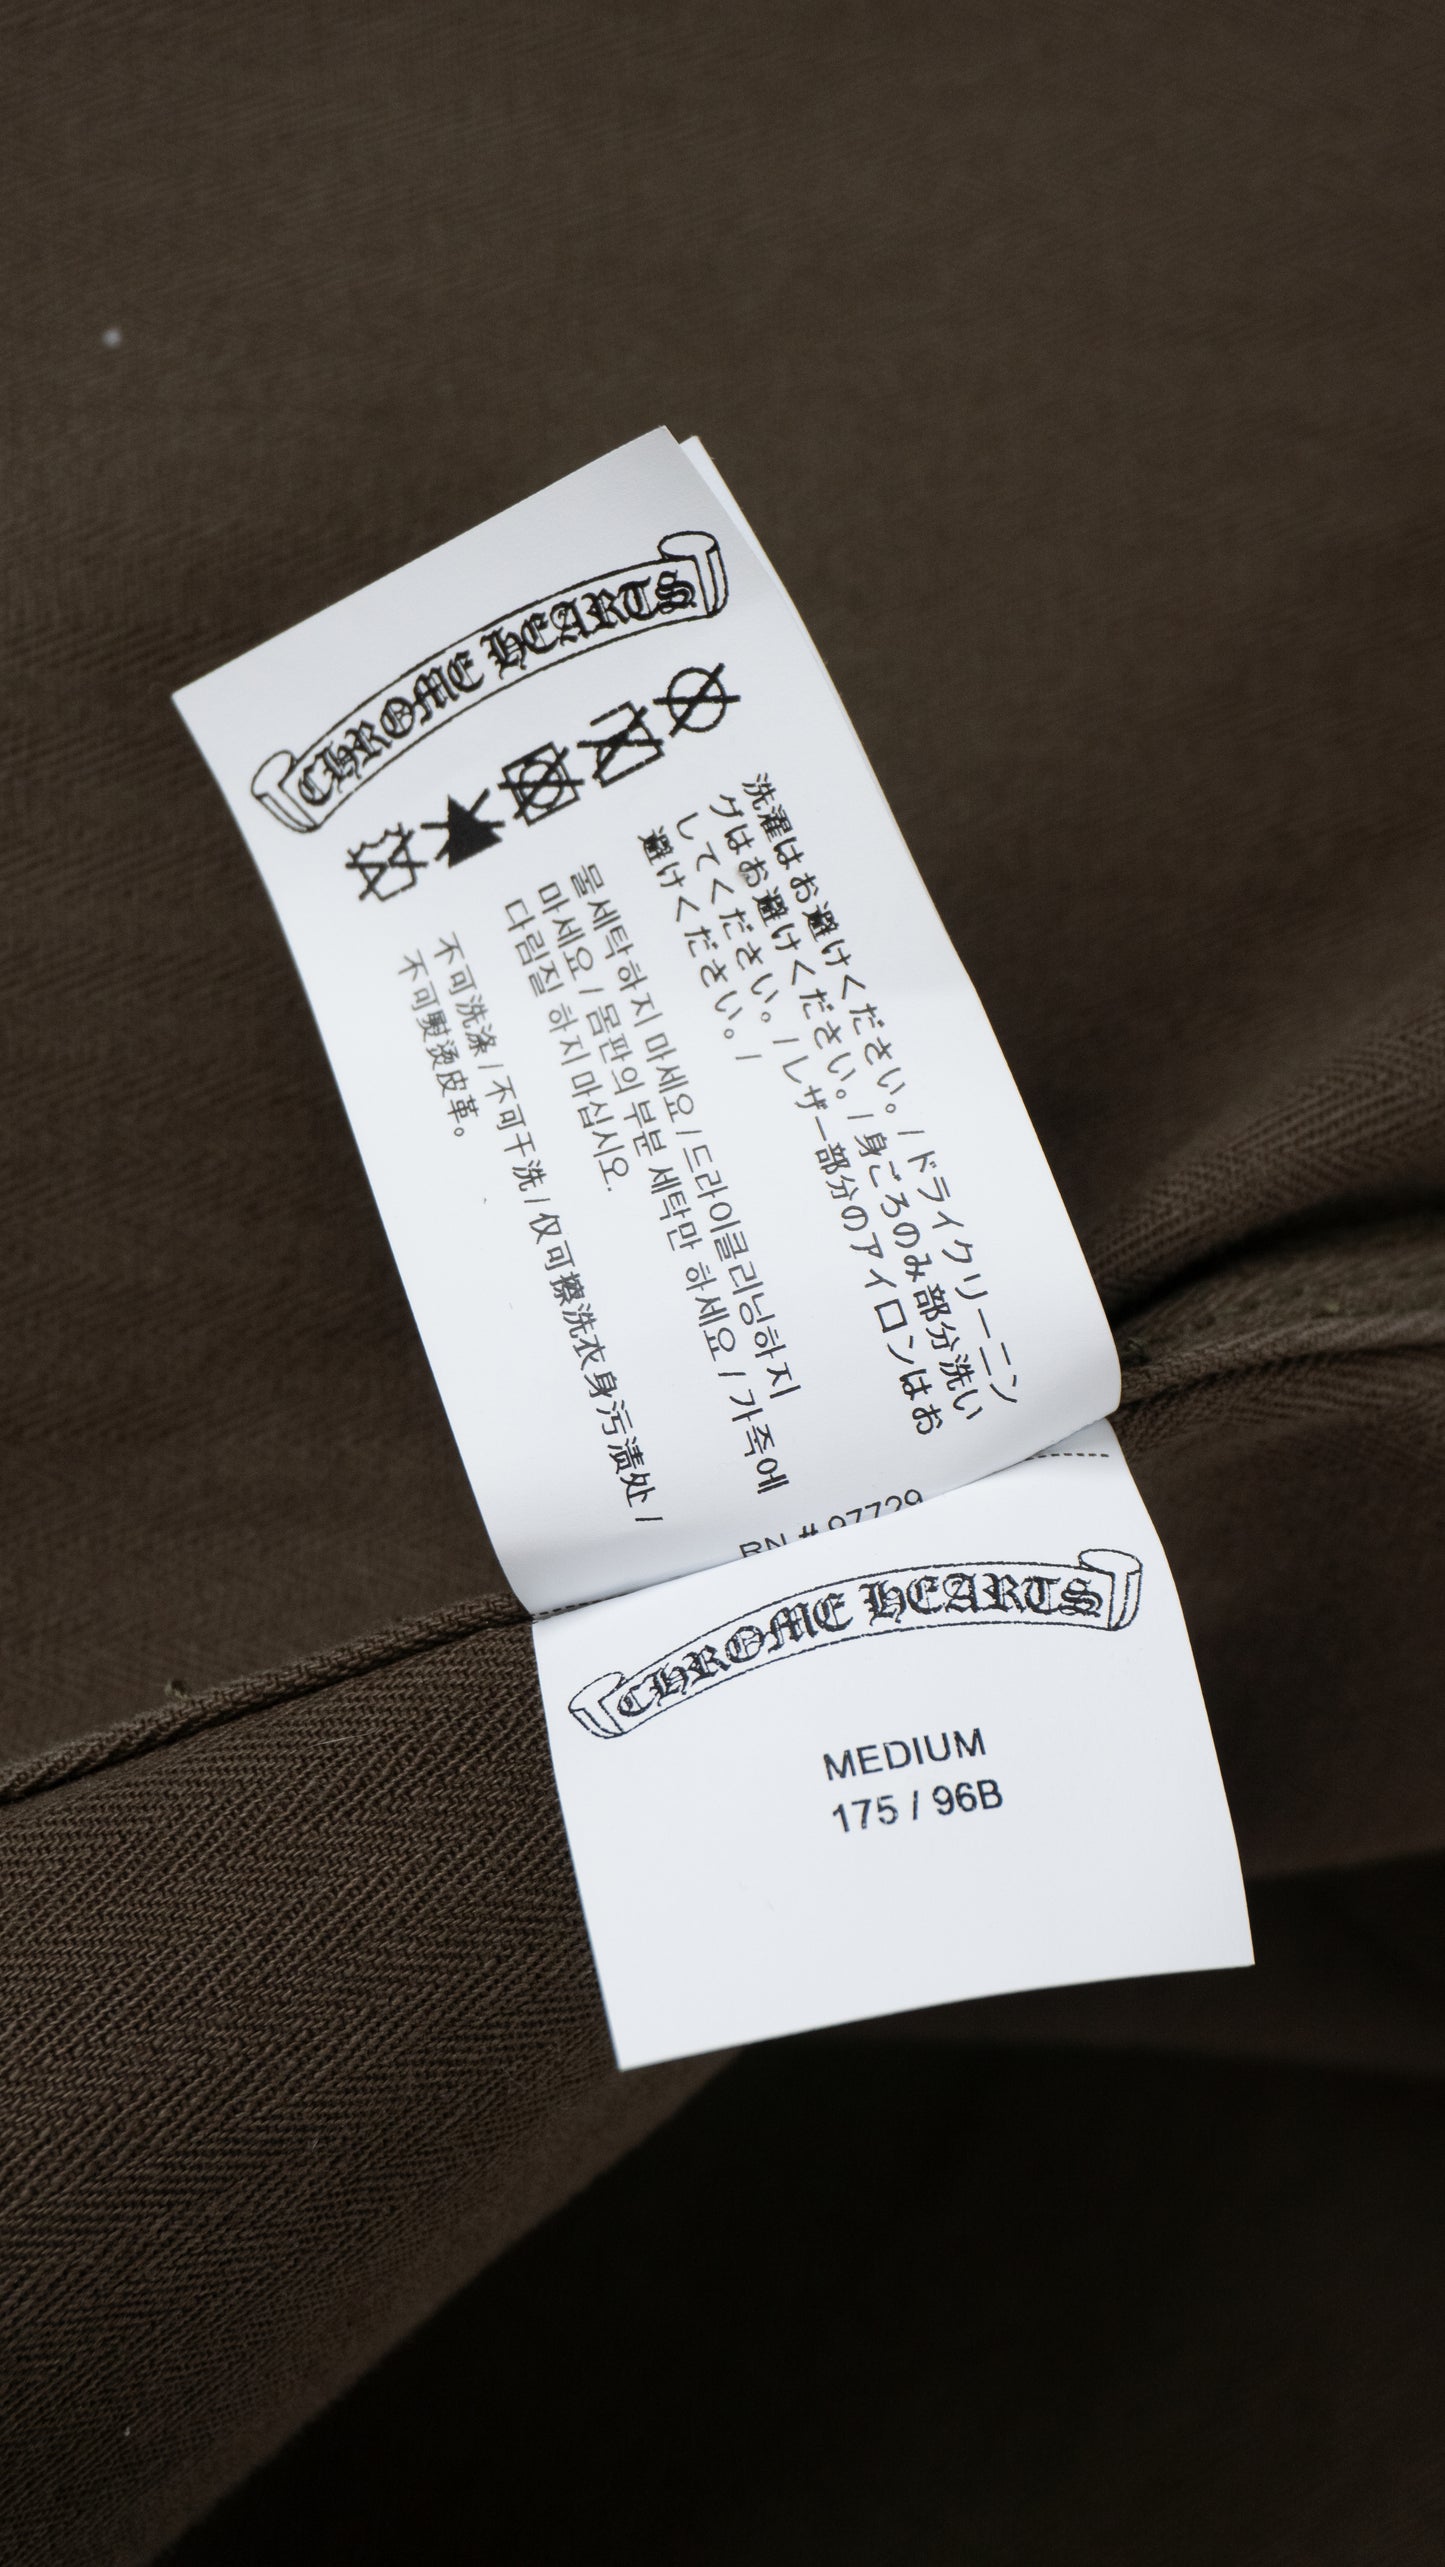 CHROME HEARTS
洗濯はお避けください。/ドライクリーニン
グはお避けください。/身ごろのみ部分洗い
してください。/レザー部分のアイロンはお
避けください。/
물세탁하지 마세요/드라이클리닝하지
마세요/몸판의 부분 세탁만 하세요/가죽에
다림질 하지마십시오.
不可洗涤/不可干洗/仅可擦洗衣身污渍处/
不可熨烫皮革。
RN # 97729
CHROME HEARTS
MEDIUM
175 / 96B